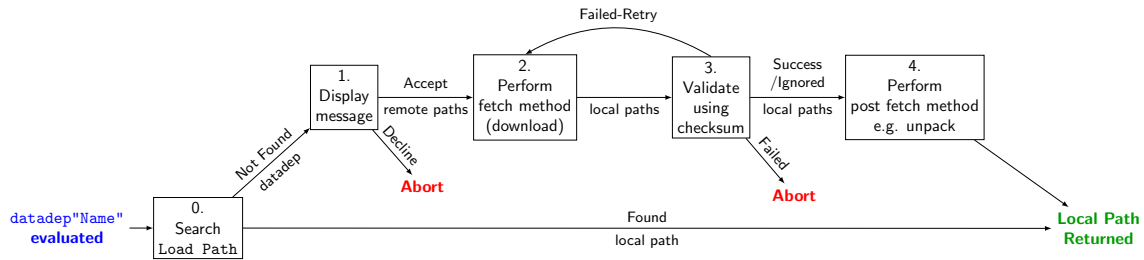 Failed-Retry
1.
Display
message
Accept
remote paths
2.
Perform
fetch method
(download)
local paths
3.
Validate
using
checksum
Success
/Ignored
local paths
4.
Perform
post fetch method
e.g. unpack
Not Found
datadep
Decline
Abort
Failed
Abort
datadep"Name"
evaluated
0.
Search
Load Path
Found
local path
Local Path
Returned